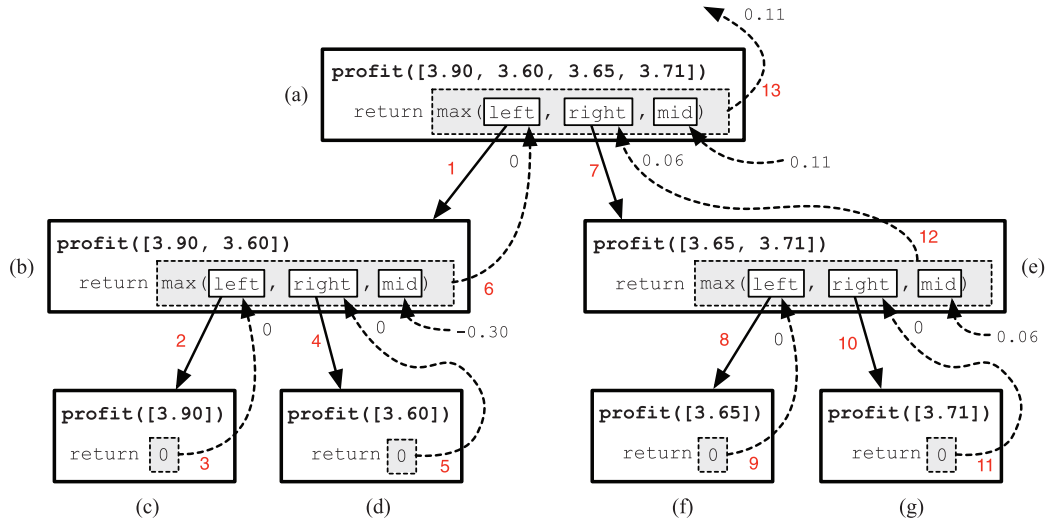 0.11
profit([3.90, 3.60, 3.65, 3.71])
(a)
return max(left, right, mid)
13
1
0
7
0.06
0.11
profit([3.90, 3.60])
(b)
return max(left, right, mid)
6
12
profit([3.65, 3.71])
return max(left, right, mid)
(e)
2
0
4
0
-0.30
8
0
10
0
0.06
profit([3.90])
return 0
3
profit([3.60])
return 0
5
profit([3.65])
return 0
9
profit([3.71])
return 0
11
(c)
(d)
(f)
(g)